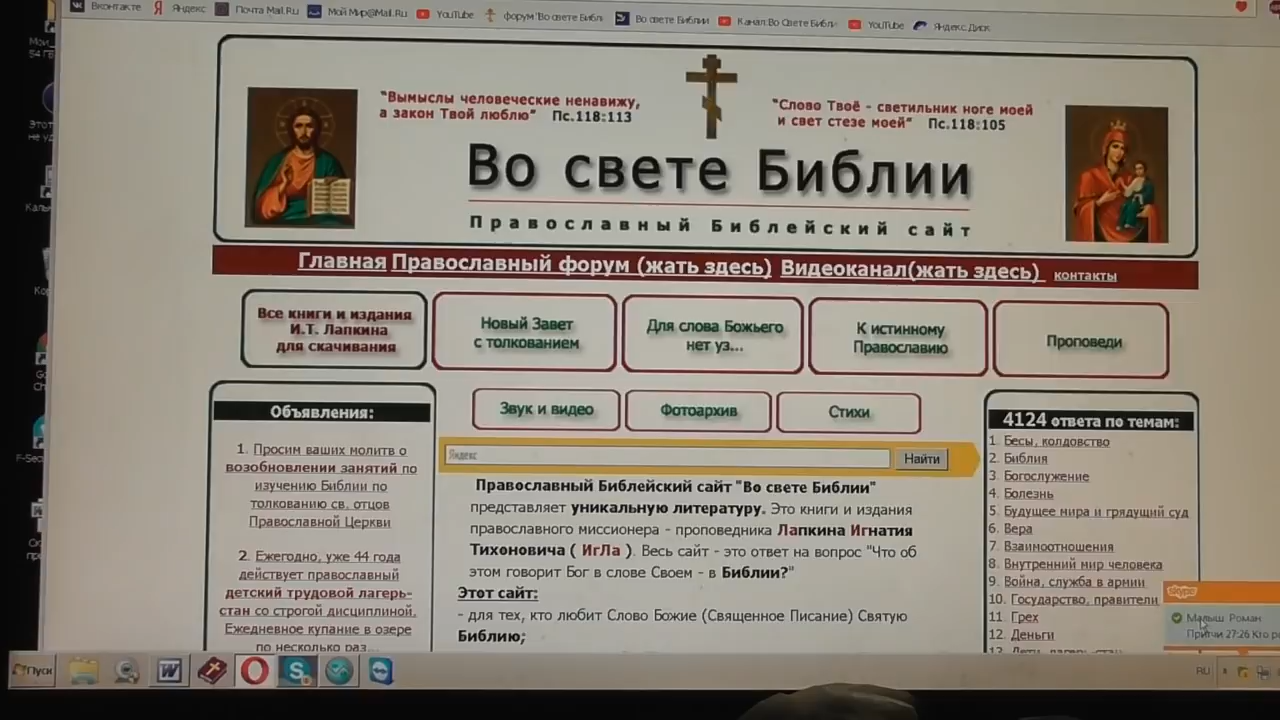 Вконтакте Яндекс Почта Mail.Ru Мой Мир@Mail.Ru YouTube форум "Во свете Библи Во свете Библии Канал:Во Свете Библи YouTube Яндекс.Диск
"Вымыслы человеческие ненавижу,
а закон Твой люблю" Пс.118:113
"Слово Твоё - светильник ноге моей
и свет стезе моей" Пс.118:105
Во свете Библии
Православный Библейский сайт
Главная Православный форум (жать здесь) Видеоканал(жать здесь) контакты
Все книги и издания
И.Т. Лапкина
для скачивания
Новый Завет
с толкованием
Для слова Божьего
нет уз...
К истинному
Православию
Проповеди
Звук и видео
Фотоархив
Стихи
Объявления:
1. Просим ваших молитв о
возобновлении занятий по
изучению Библии по
толкованию св. отцов
Православной Церкви
2. Ежегодно, уже 44 года
действует православный
детский трудовой лагерь-
стан со строгой дисциплиной.
Ежедневное купание в озере
по несколько раз...
Яндекс
Найти
Православный Библейский сайт "Во свете Библии"
представляет уникальную литературу. Это книги и издания
православного миссионера - проповедника Лапкина Игнатия
Тихоновича ( ИгЛа ). Весь сайт - это ответ на вопрос "Что об
этом говорит Бог в слове Своем - в Библии?"
Этот сайт:
- для тех, кто любит Слово Божие (Священное Писание) Святую
Библию;
4124 ответа по темам:
1. Бесы, колдовство
2. Библия
3. Богослужение
4. Болезнь
5. Будущее мира и грядущий суд
6. Вера
7. Взаимоотношения
8. Внутренний мир человека
9. Война, служба в армии
10. Государство, правители
11. Грех
12. Деньги
skype
Малыш Роман
Притчи 27:26 Кто
Пуск
RU